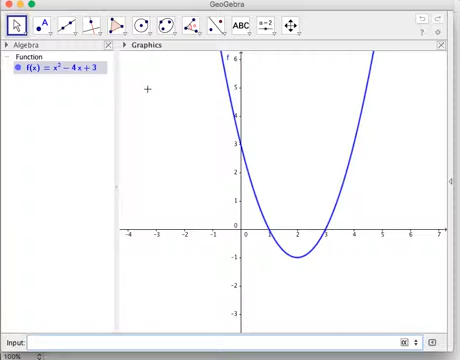 GeoGebra
ABC
a=2
Algebra
Graphics
Function
f(x) = x² − 4 x + 3
f
6
5
4
3
2
1
0
-4 -3 -2 -1 0 1 2 3 4 5 6 7
-1
-2
-3
Input:
α
100%